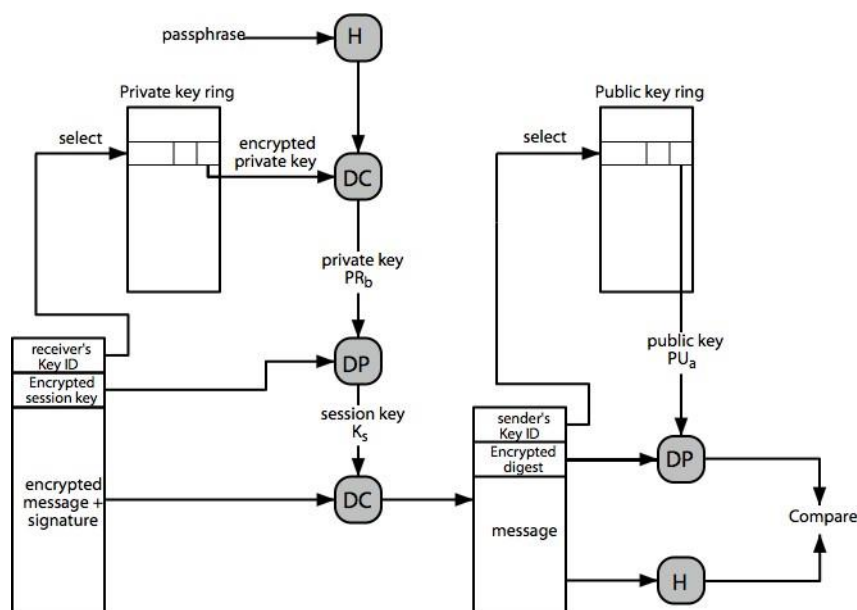 passphrase
H
Private key ring
Public key ring
select
encrypted
private key
select
DC
private key
PRb
public key
PUa
receiver's
Key ID
DP
Encrypted
session key
session key
Ks
sender's
Key ID
Encrypted
digest
DP
encrypted
message +
signature
DC
message
Compare
H